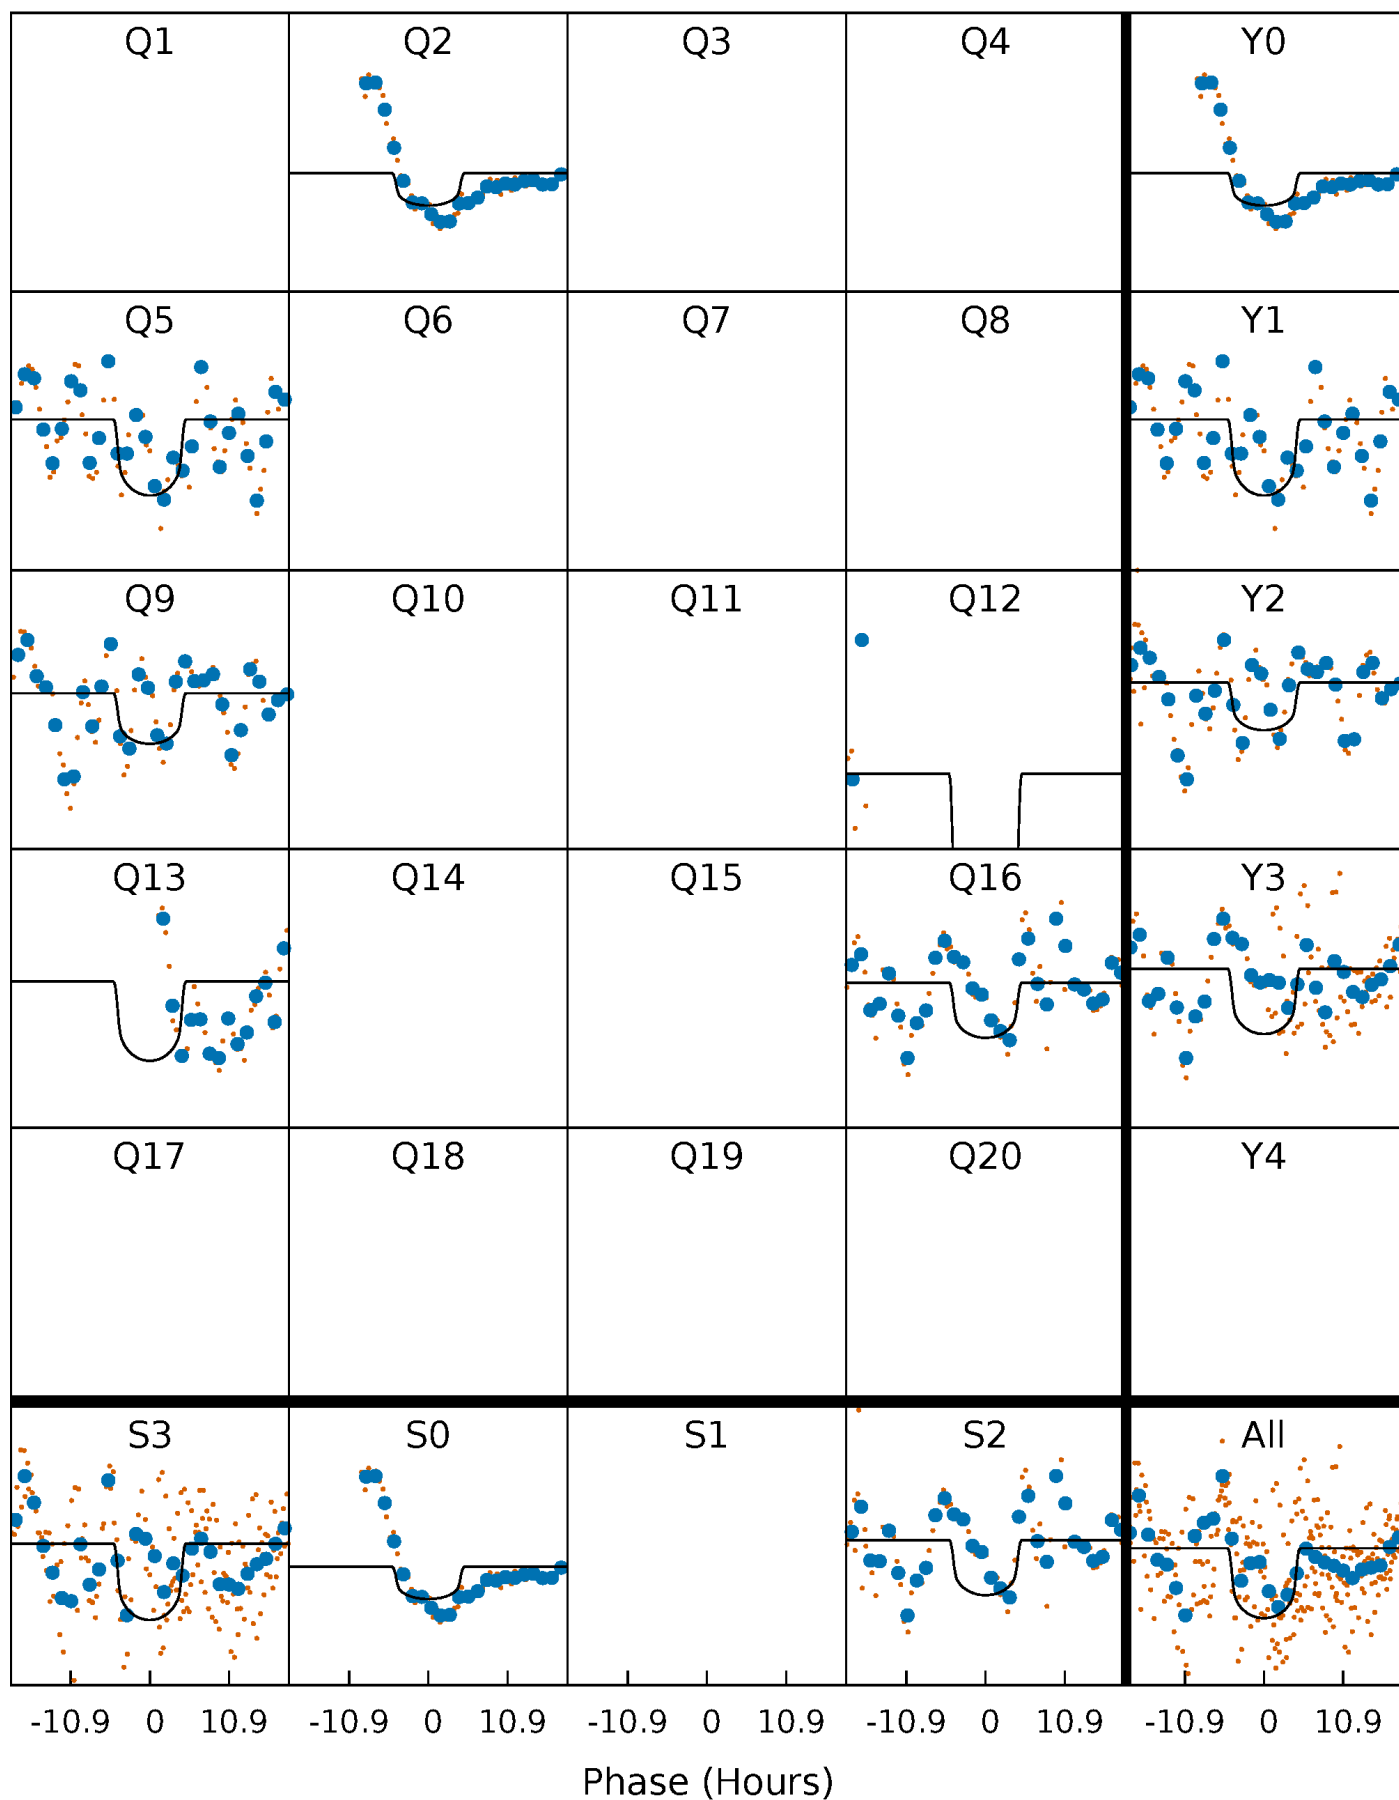 Q1 Q2 Q3 Q4 Y0
Q5 Q6 Q7 Q8 Y1
Q9 Q10 Q11 Q12 Y2
Q13 Q14 Q15 Q16 Y3
Q17 Q18 Q19 Q20 Y4
S3 S0 S1 S2 All
-10.9 0 10.9 -10.9 0 10.9 -10.9 0 10.9 -10.9 0 10.9 -10.9 0 10.9
Phase (Hours)